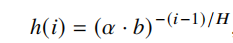 h(i) = (α · b)^{-(i-1)/H}